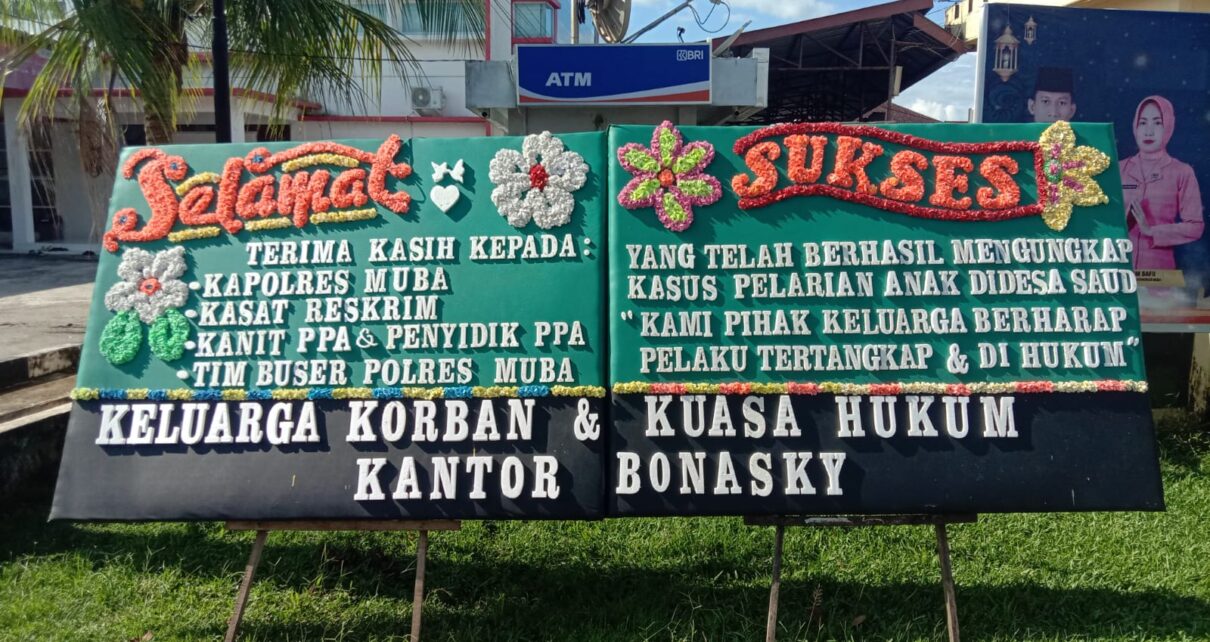 BRI
ATM
Selamat
TERIMA KASIH KEPADA:
·KAPOLRES MUBA
·KASAT RESKRIM
·KANIT PPA & PENYIDIK PPA
·TIM BUSER POLRES MUBA
SUKSES
YANG TELAH BERHASIL MENGUNGKAP
KASUS PELARIAN ANAK DIDESA SAUD
"KAMI PIHAK KELUARGA BERHARAP
PELAKU TERTANGKAP & DI HUKUM"
KELUARGA KORBAN & KUASA HUKUM
KANTOR BONASKY